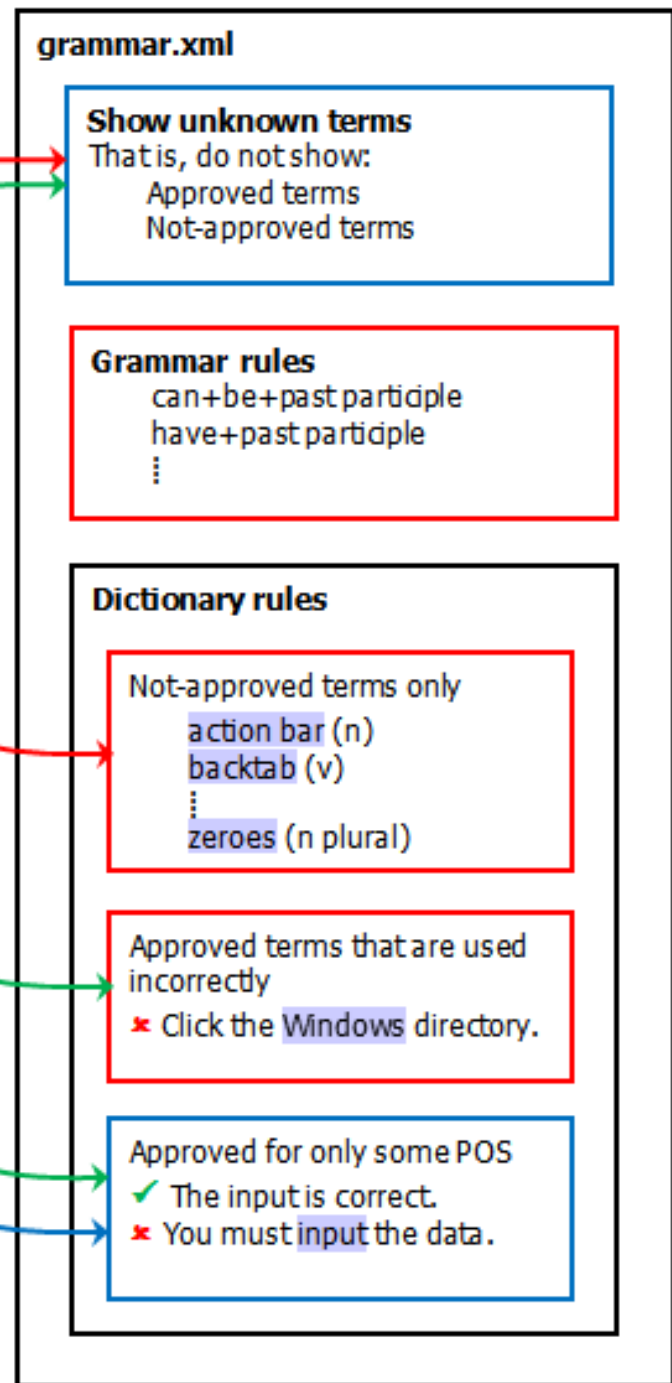 grammar.xml
Show unknown terms
That is, do not show:
Approved terms
Not-approved terms
Grammar rules
can+be+past participle
have+past participle
⁞
Dictionary rules
Not-approved terms only
action bar (n)
backtab (v)
⁞
zeroes (n plural)
Approved terms that are used
incorrectly
✖ Click the Windows directory.
Approved for only some POS
✓ The input is correct.
✖ You must input the data.